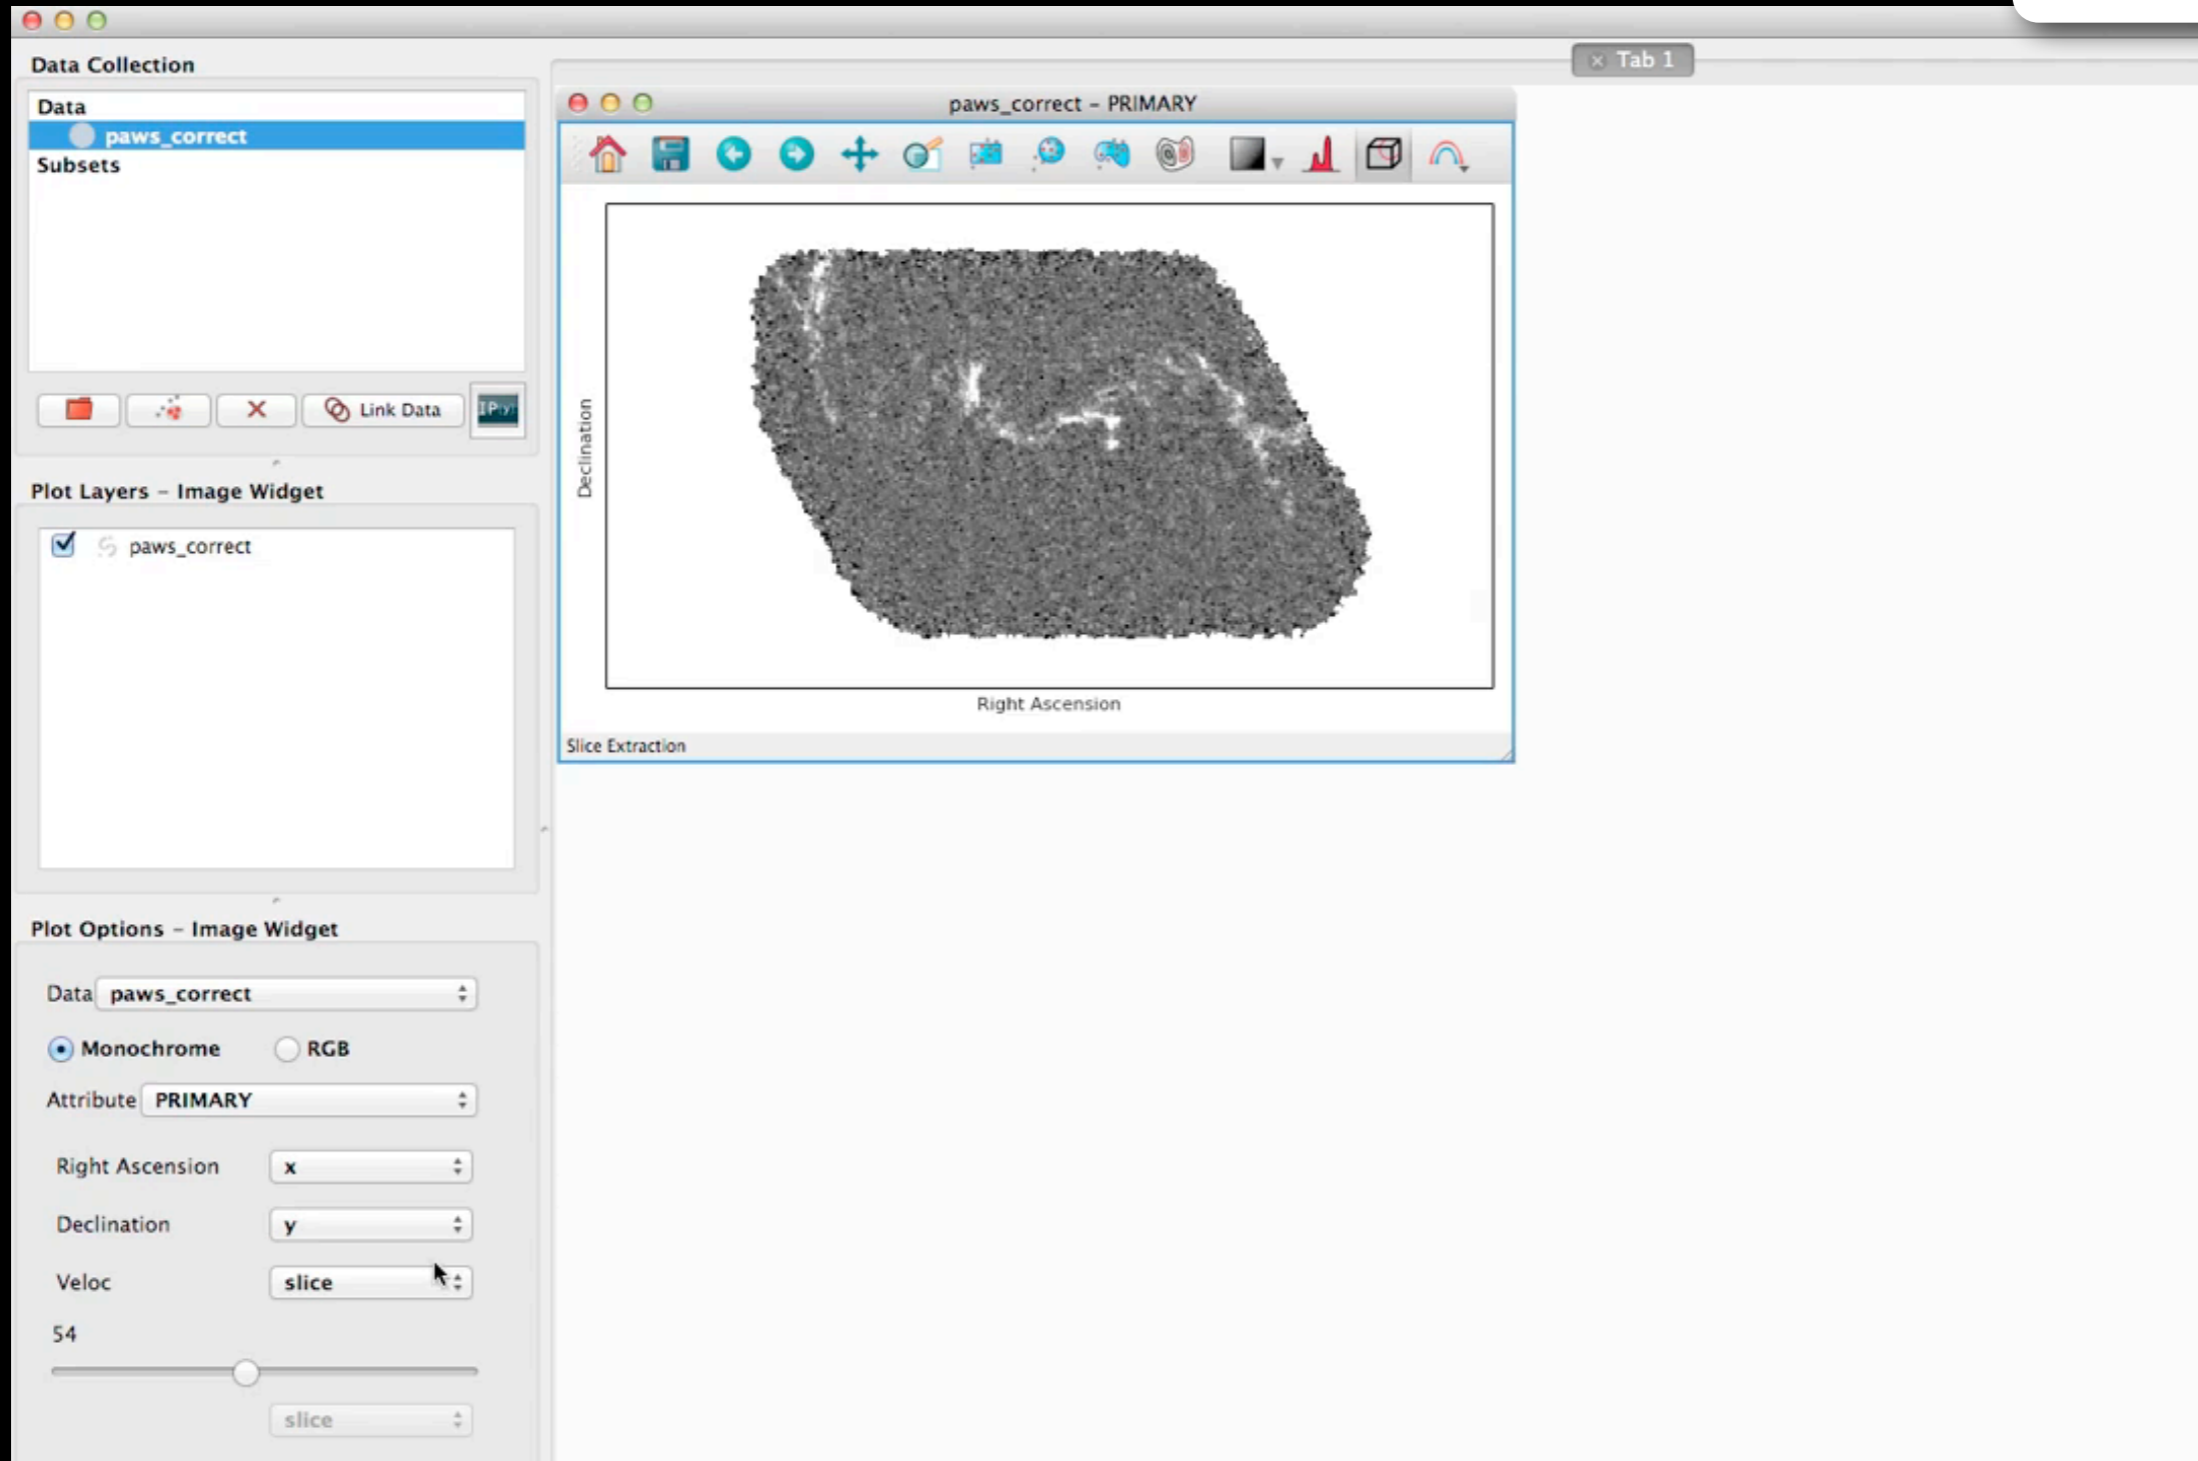 Data Collection
Data
paws_correct
Subsets
Link Data
Plot Layers – Image Widget
paws_correct
Plot Options – Image Widget
Data paws_correct
Monochrome RGB
Attribute PRIMARY
Right Ascension x
Declination y
Veloc slice
54
slice
Tab 1
paws_correct – PRIMARY
Declination
Right Ascension
Slice Extraction